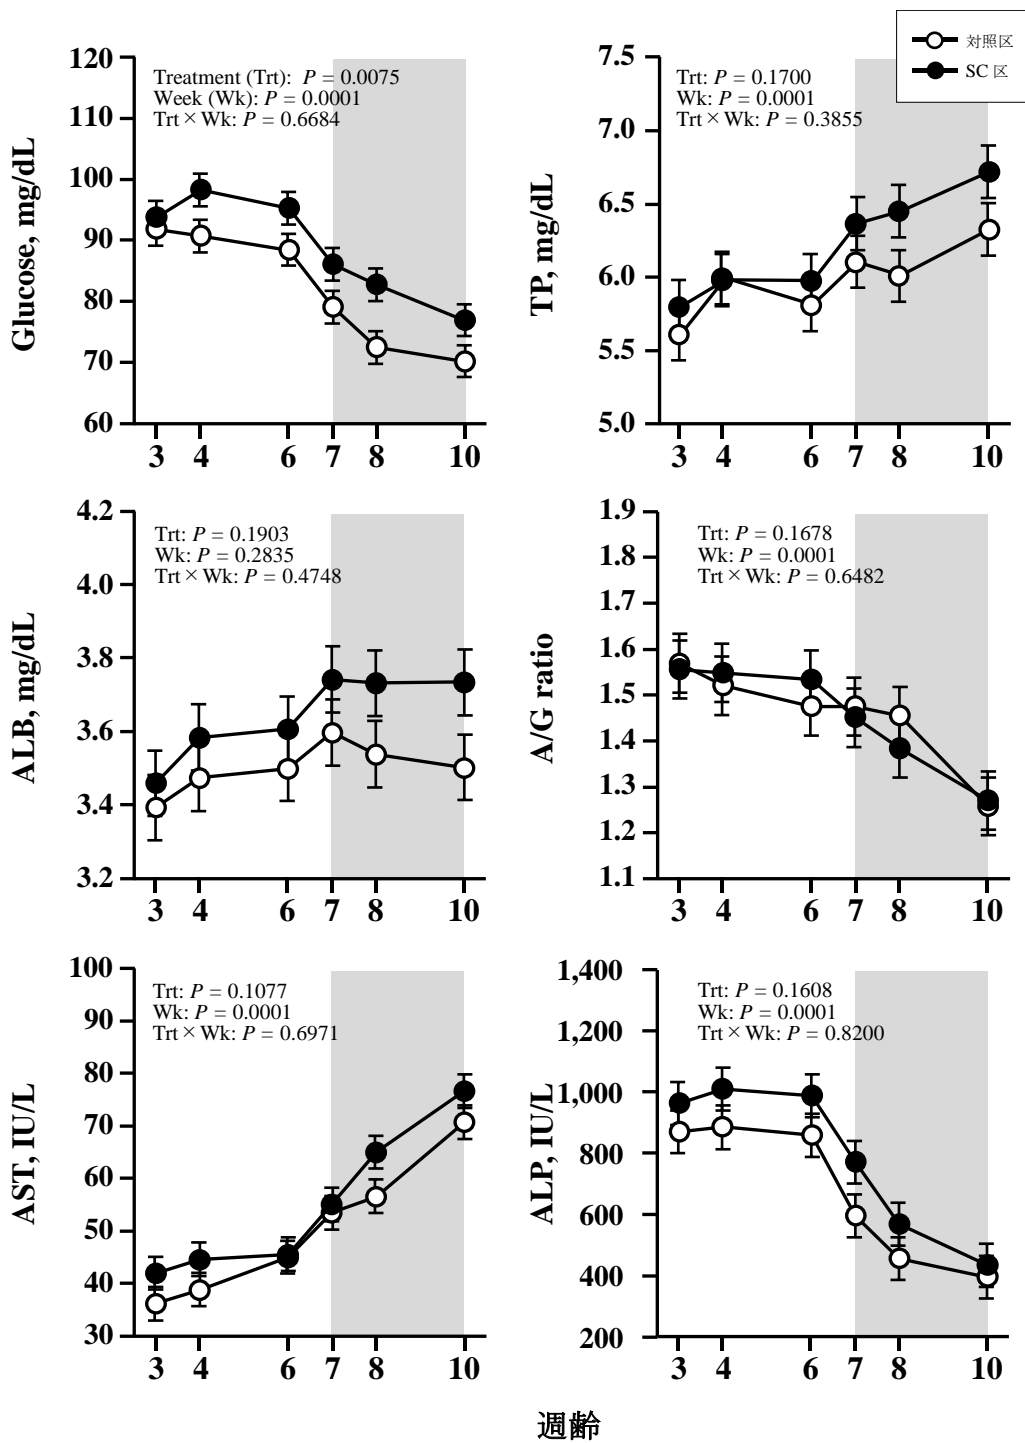 対照区
SC 区
Glucose, mg/dL
120
110
100
90
80
70
60
Treatment (Trt): P = 0.0075
Week (Wk): P = 0.0001
Trt × Wk: P = 0.6684
3 4 6 7 8 10
TP, mg/dL
7.5
7.0
6.5
6.0
5.5
5.0
Trt: P = 0.1700
Wk: P = 0.0001
Trt × Wk: P = 0.3855
3 4 6 7 8 10
ALB, mg/dL
4.2
4.0
3.8
3.6
3.4
3.2
Trt: P = 0.1903
Wk: P = 0.2835
Trt × Wk: P = 0.4748
3 4 6 7 8 10
A/G ratio
1.9
1.8
1.7
1.6
1.5
1.4
1.3
1.2
1.1
Trt: P = 0.1678
Wk: P = 0.0001
Trt × Wk: P = 0.6482
3 4 6 7 8 10
AST, IU/L
100
90
80
70
60
50
40
30
Trt: P = 0.1077
Wk: P = 0.0001
Trt × Wk: P = 0.6971
3 4 6 7 8 10
ALP, IU/L
1,400
1,200
1,000
800
600
400
200
Trt: P = 0.1608
Wk: P = 0.0001
Trt × Wk: P = 0.8200
3 4 6 7 8 10
週齢